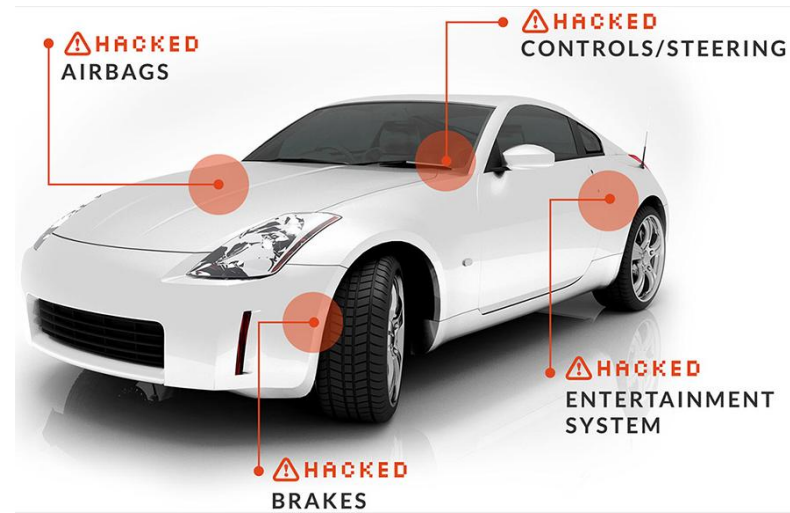 HACKED
AIRBAGS
HACKED
CONTROLS/STEERING
HACKED
ENTERTAINMENT
SYSTEM
HACKED
BRAKES